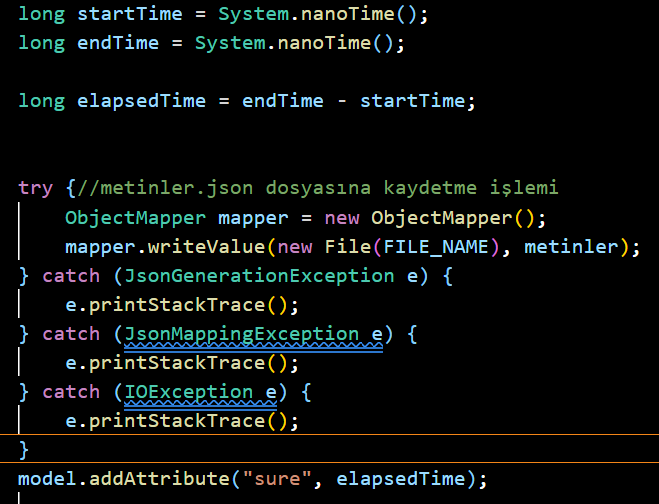 long startTime = System.nanoTime();
long endTime = System.nanoTime();
long elapsedTime = endTime - startTime;
try {//metinler.json dosyasına kaydetme işlemi
ObjectMapper mapper = new ObjectMapper();
mapper.writeValue(new File(FILE_NAME), metinler);
} catch (JsonGenerationException e) {
e.printStackTrace();
} catch (JsonMappingException e) {
e.printStackTrace();
} catch (IOException e) {
e.printStackTrace();
}
model.addAttribute("sure", elapsedTime);